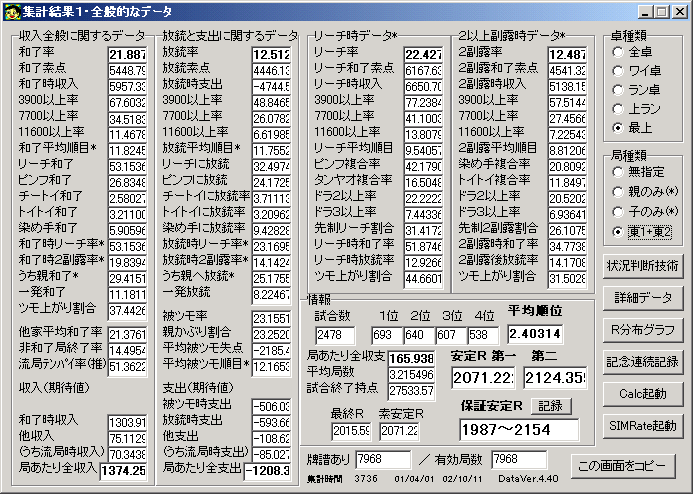 集計結果1・全般的なデータ
収入全般に関するデータ
和了率 21.887
和了素点 5448.79
和了時収入 5957.33
3900以上率 67.6032
7700以上率 34.5183
11600以上率 11.4678
和了平均順目* 11.8245
リーチ和了 53.1536
ピンフ和了 26.8348
チートイ和了 2.58027
トイトイ和了 3.21100
染め手和了 5.90596
和了時リーチ率* 53.1536
和了時2副露率* 19.8394
うち親和了* 29.4151
一発和了 11.1811
ツモ上がり割合 37.4426
他家平均和了率 21.3761
非和了局終了率 14.4954
流局テンパイ率(推) 51.3622
収入(期待値)
和了時収入 1303.91
他収入 75.1129
(うち流局時収入) 70.3438
局あたり全収入 1374.25
放銃と支出に関するデータ
放銃率 12.512
放銃素点 4446.13
放銃時支出 -4744.5
3900以上率 48.8465
7700以上率 26.0782
11600以上率 6.61985
放銃平均順目* 11.7552
リーチに放銃 32.4974
ピンフに放銃 24.1725
チートイに放銃率 3.71113
トイトイに放銃率 3.20962
染め手に放銃率 9.42828
放銃時リーチ率* 23.1695
放銃時2副露率* 14.1424
うち親へ放銃* 25.1755
一発放銃 8.22467
被ツモ率 23.1551
親かぶり割合 23.2520
平均被ツモ失点 -2185.4
平均被ツモ順目* 12.1653
支出(期待値)
被ツモ時支出 -506.03
放銃時支出 -593.66
他支出 -108.62
(うち流局時支出) -85.027
局あたり全支出 -1208.3
リーチ時データ*
リーチ率 22.427
リーチ和了素点 6167.63
リーチ時収入 6650.70
3900以上率 77.2384
7700以上率 41.1003
11600以上率 13.8079
リーチ平均順目 9.54057
ピンフ複合率 42.1790
タンヤオ複合率 16.5048
ドラ2以上率 22.2222
ドラ3以上率 7.44336
先制リーチ割合 31.4172
リーチ時和了率 51.8746
リーチ時放銃率 12.9266
ツモ上がり割合 44.6601
2以上副露時データ*
2副露率 12.487
2副露和了素点 4541.32
2副露時収入 5138.15
3900以上率 57.5144
7700以上率 27.4566
11600以上率 7.22543
2副露平均順目 8.81206
染め手複合率 20.8092
トイトイ複合率 11.8497
ドラ2以上率 20.5202
ドラ3以上率 6.93641
先制2副露割合 26.1075
2副露時和了率 34.7738
2副露後放銃率 14.1708
ツモ上がり割合 31.5028
情報
試合数 1位 2位 3位 4位 平均順位
2478 693 640 607 538 2.40314
局あたり全収支 165.938
平均局数 3.215496
試合終了持点 27533.57
安定R 第一 第二
2071.22 2124.35
最終R 素安定R
2015.59 2071.22
保証安定R 記録
1987～2154
牌譜あり 7968 / 有効局数 7968
集計時間 3736 01/04/01 02/10/11 DataVer.4.40
卓種類
全卓
ワイ卓
ラン卓
上ラン
最上
局種類
無指定
親のみ(*)
子のみ(*)
東1+東2
状況判断技術
詳細データ
R分布グラフ
記念連続記録
Calc起動
SIMRate起動
この画面をコピー